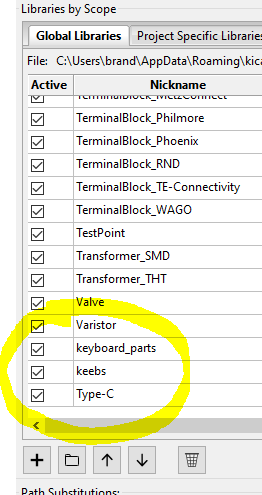 Libraries by Scope
Global Libraries Project Specific Libraries
File: C:\Users\brand\AppData\Roaming\kica
Active Nickname
TerminalBlock_MetzConnect
TerminalBlock_Philmore
TerminalBlock_Phoenix
TerminalBlock_RND
TerminalBlock_TE-Connectivity
TerminalBlock_WAGO
TestPoint
Transformer_SMD
Transformer_THT
Valve
Varistor
keyboard_parts
keebs
Type-C
Path Substitutions: